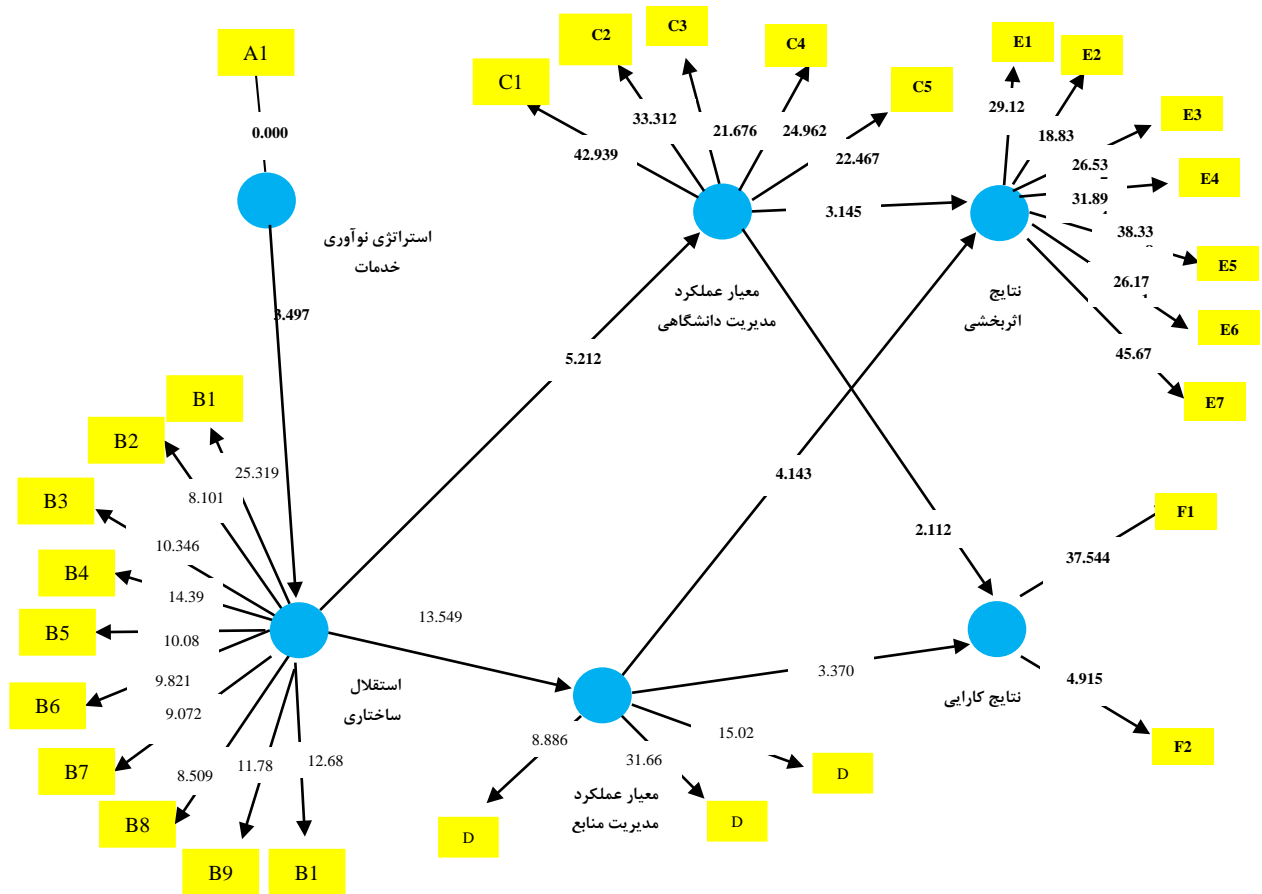 A1
0.000
استراتژی نوآوری
خدمات
3.497
C1
C2
C3
C4
C5
42.939
33.312
21.676
24.962
22.467
3.145
معیار عملکرد
مدیریت دانشگاهی
E1
E2
E3
E4
E5
E6
E7
29.12
18.83
26.53
31.89
38.33
26.17
45.67
نتایج
اثربخشی
5.212
4.143
2.112
B1
B2
B3
B4
B5
B6
B7
B8
B9
B1
25.319
8.101
10.346
14.39
10.08
9.821
9.072
8.509
11.78
12.68
استقلال
ساختاری
13.549
3.370
8.886
31.66
15.02
D
D
D
معیار عملکرد
مدیریت منابع
F1
37.544
نتایج کارایی
4.915
F2